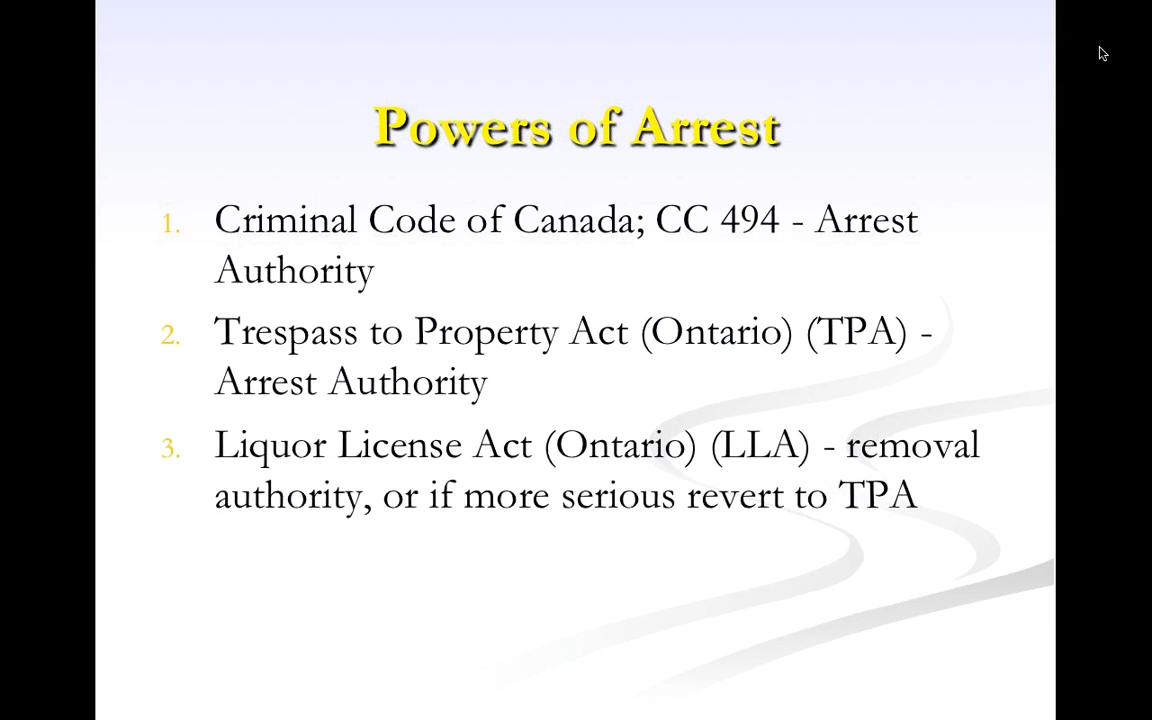 Powers of Arrest
1. Criminal Code of Canada; CC 494 - Arrest
Authority
2. Trespass to Property Act (Ontario) (TPA) -
Arrest Authority
3. Liquor License Act (Ontario) (LLA) - removal
authority, or if more serious revert to TPA